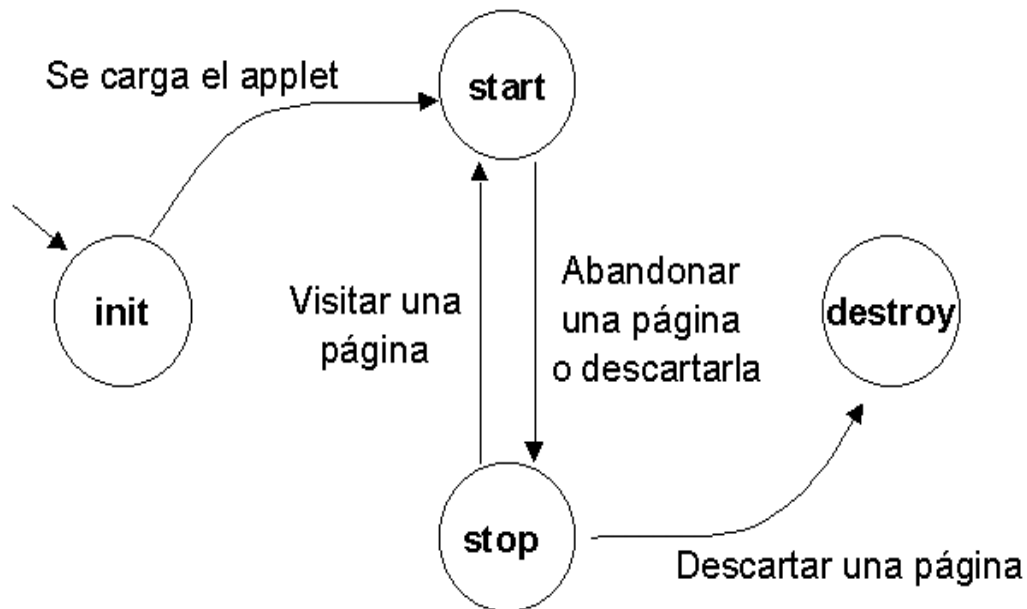 Se carga el applet
start
init
Visitar una
página
Abandonar
una página
o descartarla
destroy
stop
Descartar una página